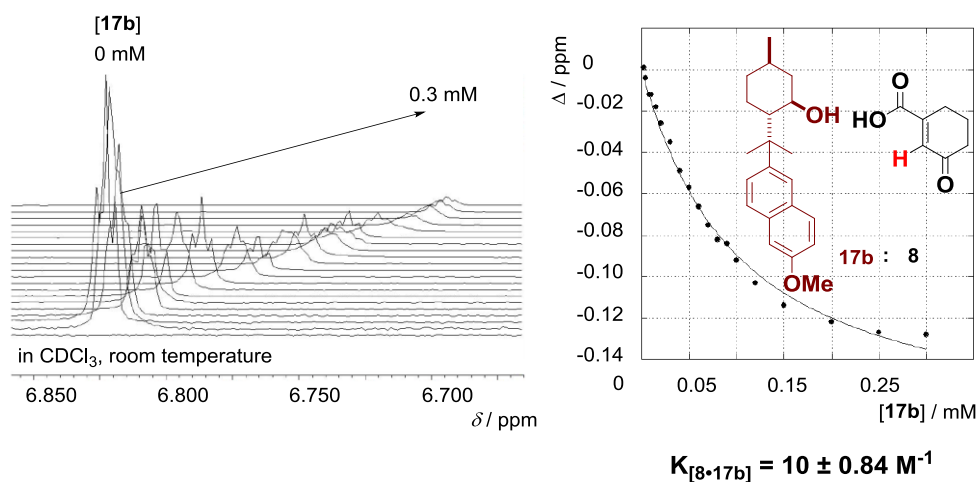 [17b]
0 mM
0.3 mM
in CDCl3, room temperature
6.850
6.800
6.750
6.700
δ / ppm
Δ / ppm
0
-0.02
-0.04
-0.06
-0.08
-0.10
-0.12
-0.14
0
0.05
0.15
0.25
[17b] / mM
OH
OMe
O
HO
H
O
17b : 8
K[8•17b] = 10 ± 0.84 M-1